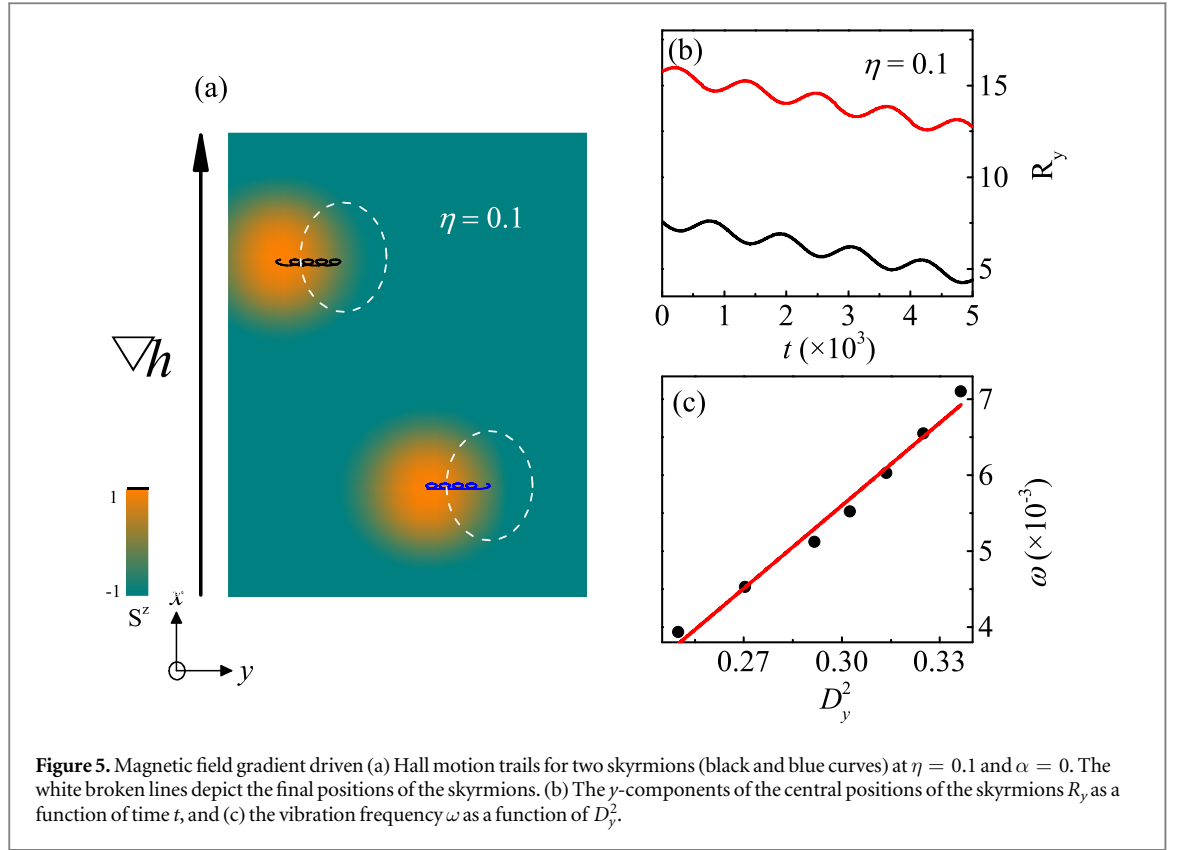 (a)
η = 0.1
∇h
1
-1
S^z
x
y
(b)
η = 0.1
15
10
5
R_y
0 1 2 3 4 5
t (×10^3)
(c)
7
6
5
4
ω (×10^-3)
0.27 0.30 0.33
D_y^2
Figure 5. Magnetic field gradient driven (a) Hall motion trails for two skyrmions (black and blue curves) at η = 0.1 and α = 0. The
white broken lines depict the final positions of the skyrmions. (b) The y-components of the central positions of the skyrmions R_y as a
function of time t, and (c) the vibration frequency ω as a function of D_y^2.